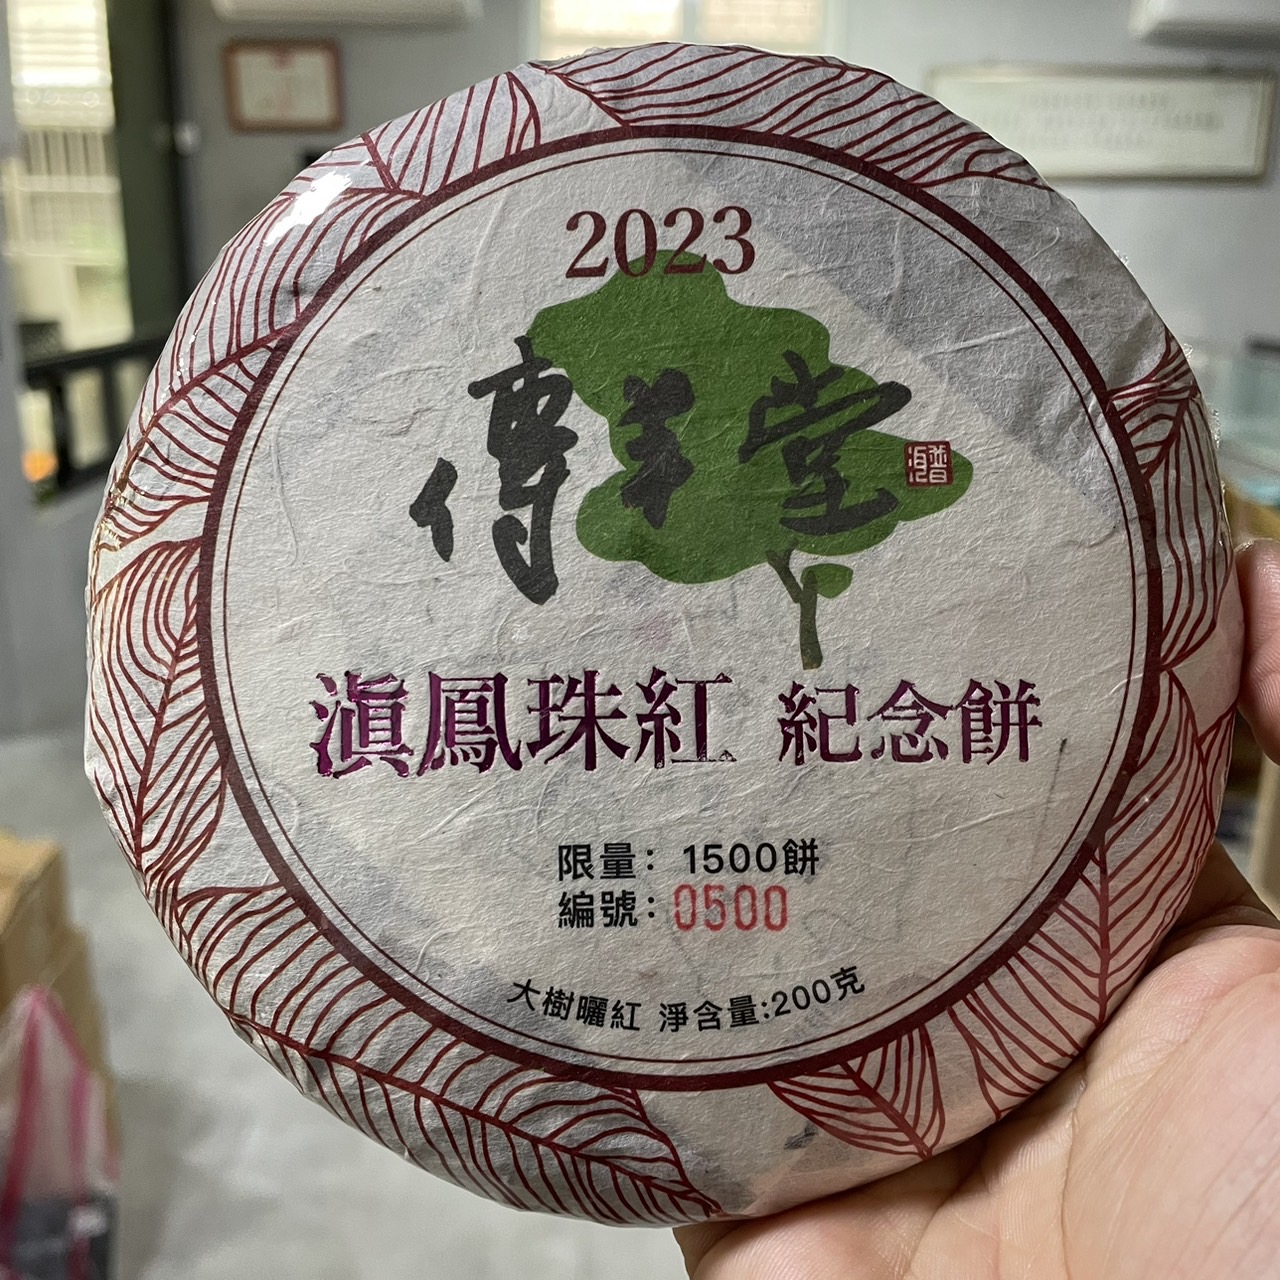 2023
傳羊堂
滇鳳珠紅 紀念餅
限量：1500餅
編號：0500
大樹曬紅 淨含量:200克